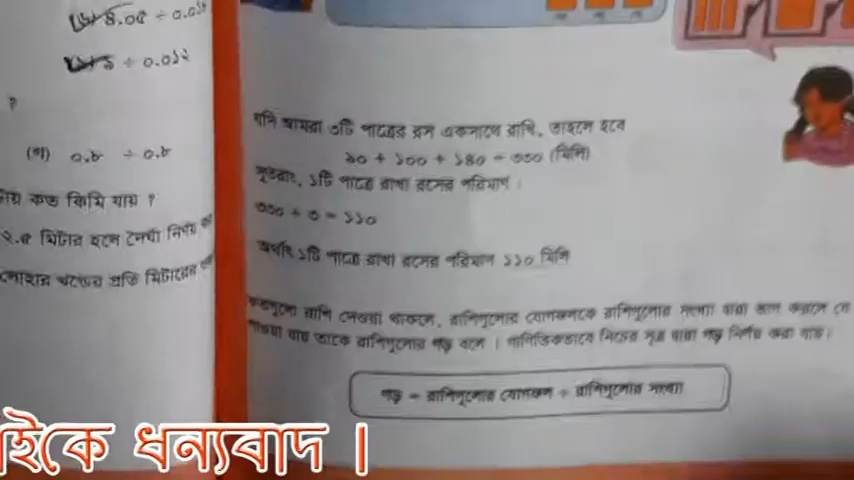 ৪.০৫ ÷ ০.০১৮
÷ ০.০১২
?
(গ) ০.৮ ÷ ০.৮
কত কিমি যায় ?
২.৫ মিটার হলে দৈর্ঘ্য নির্ণয়
লোহার খন্ডের প্রতি মিটারের
যদি আমরা ৩টি পাত্রের রস একসাথে রাখি, তাহলে হবে
৯০ + ১০০ + ১৪০ = ৩৩০ (মিলি)
সুতরাং, ১টি পাত্রে রাখা রসের পরিমাণ।
৩৩০ ÷ ৩ = ১১০
অর্থাৎ ১টি পাত্রে রাখা রসের পরিমাণ ১১০ মিলি
কতগুলো রাশি দেওয়া থাকলে, রাশিগুলোর যোগফলকে রাশিগুলোর সংখ্যা দ্বারা ভাগ করলে যে
পাওয়া যায় তাকে রাশিগুলোর গড় বলে । গাণিতিকভাবে নিচের সূত্র দ্বারা গড় নির্ণয় করা যায়।
গড় = রাশিগুলোর যোগফল ÷ রাশিগুলোর সংখ্যা
ইকে ধন্যবাদ ।